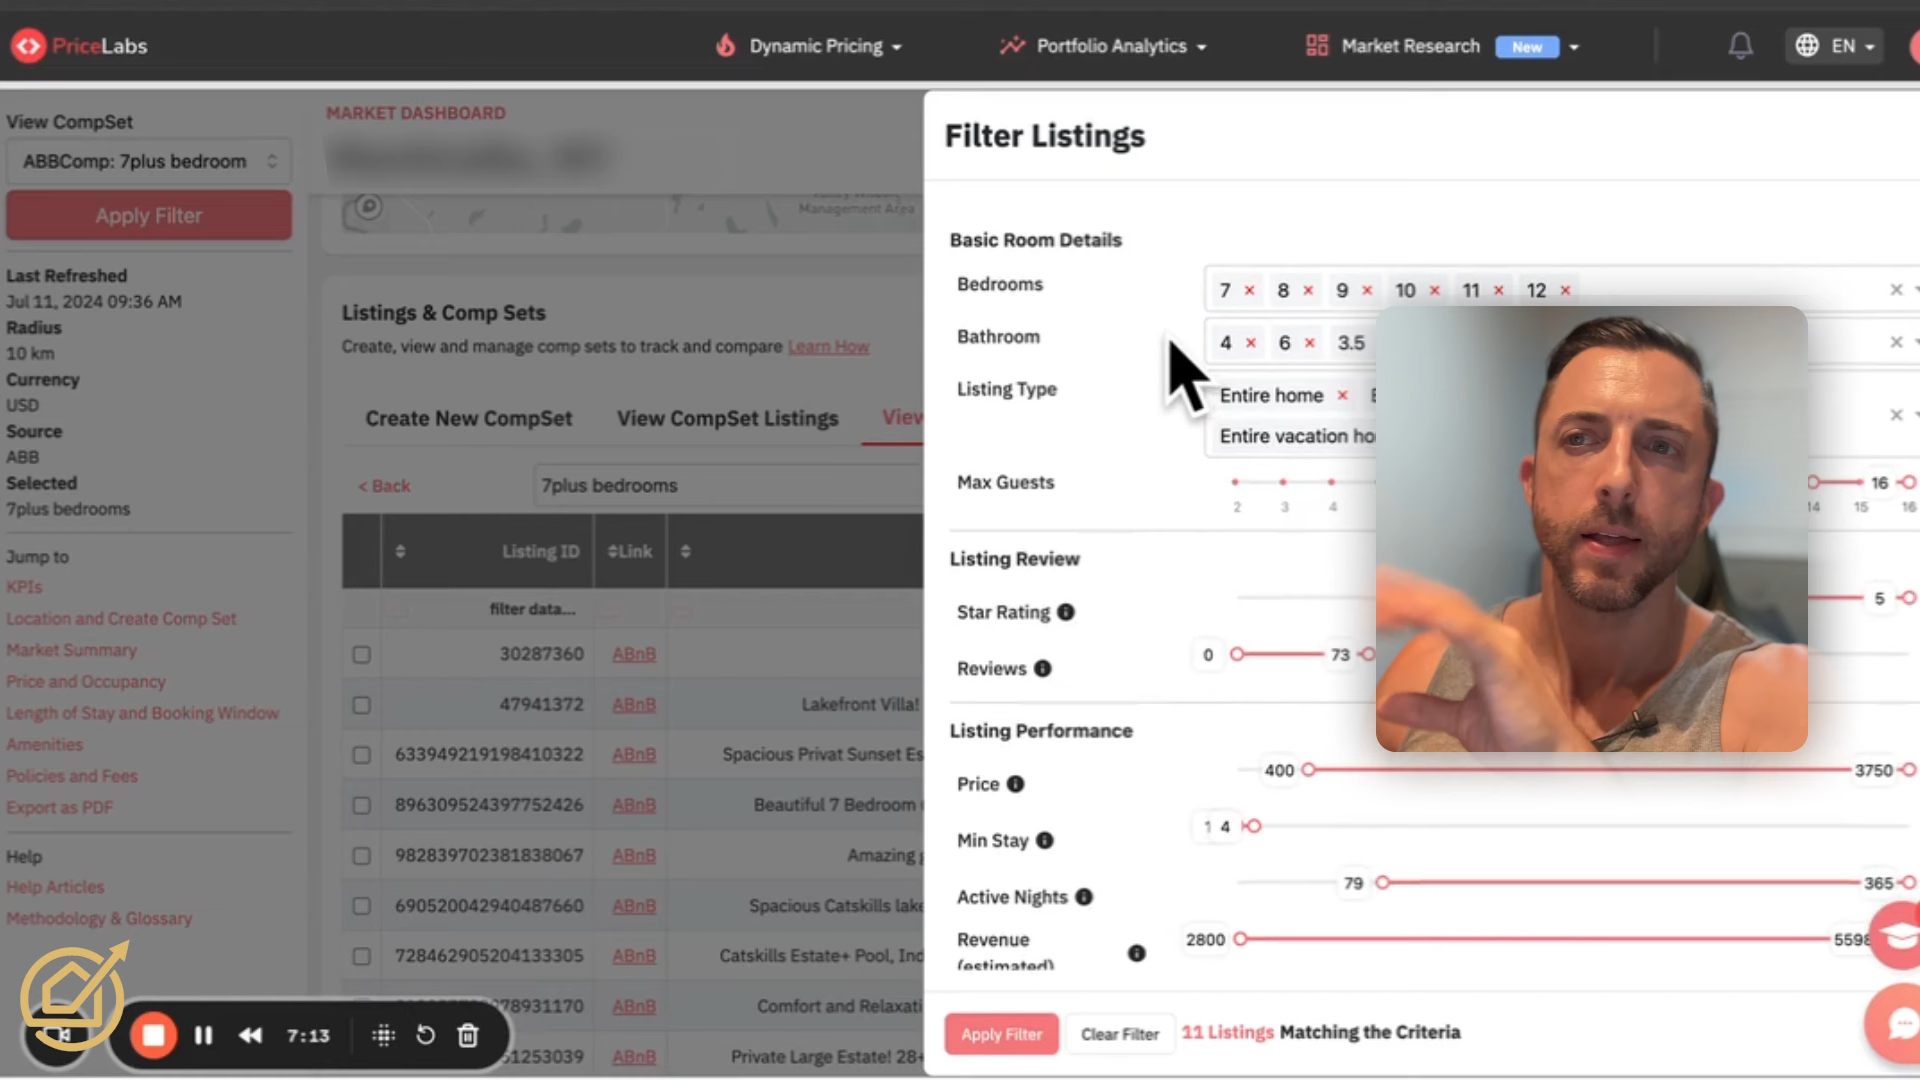 PriceLabs
Dynamic Pricing
Portfolio Analytics
Market Research
New
EN
View CompSet
ABBComp: 7plus bedroom
Apply Filter
Last Refreshed
Jul 11, 2024 09:36 AM
Radius
10 km
Currency
USD
Source
ABB
Selected
7plus bedrooms
Jump to
KPIs
Location and Create Comp Set
Market Summary
Price and Occupancy
Length of Stay and Booking Window
Amenities
Policies and Fees
Export as PDF
Help
Help Articles
Methodology & Glossary
7:13
MARKET DASHBOARD
Management Area
Listings & Comp Sets
Create, view and manage comp sets to track and compare Learn How
Create New CompSet
View CompSet Listings
View
< Back
7plus bedrooms
Listing ID
Link
filter data...
30287360 ABnB
47941372 ABnB Lakefront Villa!
633949219198410322 ABnB Spacious Privat Sunset Es
896309524397752426 ABnB Beautiful 7 Bedroom
982839702381838067 ABnB Amazing
690520042940487660 ABnB Spacious Catskills lake
728462905204133305 ABnB Catskills Estate+ Pool, Ind
78931170 ABnB Comfort and Relaxati
51253039 ABnB Private Large Estate! 28+
Filter Listings
Basic Room Details
Bedrooms
7 × 8 × 9 × 10 × 11 × 12 ×
Bathroom
4 × 6 × 3.5
Listing Type
Entire home ×
Entire vacation ho
Max Guests
16
2 3 4 14 15 16
Listing Review
Star Rating
5
Reviews
0 73
Listing Performance
Price
400 3750
Min Stay
1 4
Active Nights
79 365
Revenue
(estimated)
2800 5598
Apply Filter
Clear Filter
11 Listings Matching the Criteria